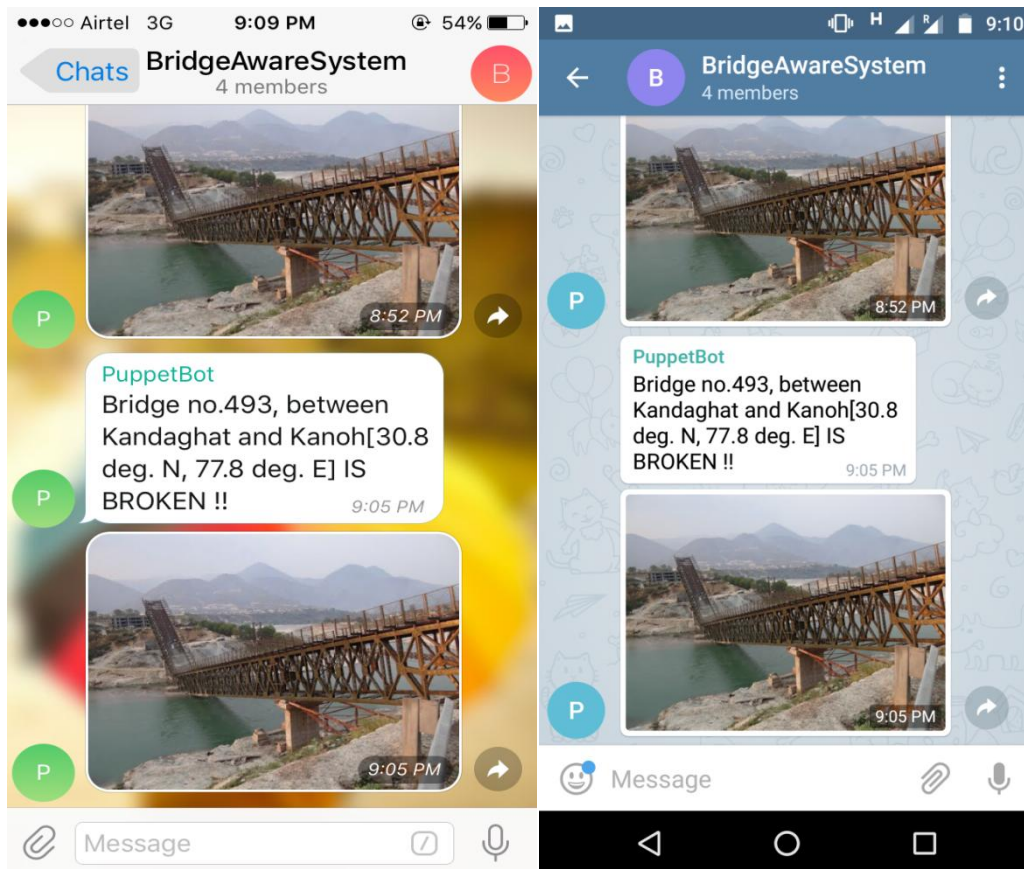 Airtel 3G 9:09 PM 54%
Chats BridgeAwareSystem B
4 members
8:52 PM
P
PuppetBot
Bridge no.493, between
Kandaghat and Kanoh[30.8
deg. N, 77.8 deg. E] IS
BROKEN !! 9:05 PM
P
9:05 PM
P
Message /
H R 9:10
B BridgeAwareSystem
4 members
8:52 PM
P
PuppetBot
Bridge no.493, between
Kandaghat and Kanoh[30.8
deg. N, 77.8 deg. E] IS
BROKEN !! 9:05 PM
9:05 PM
P
Message